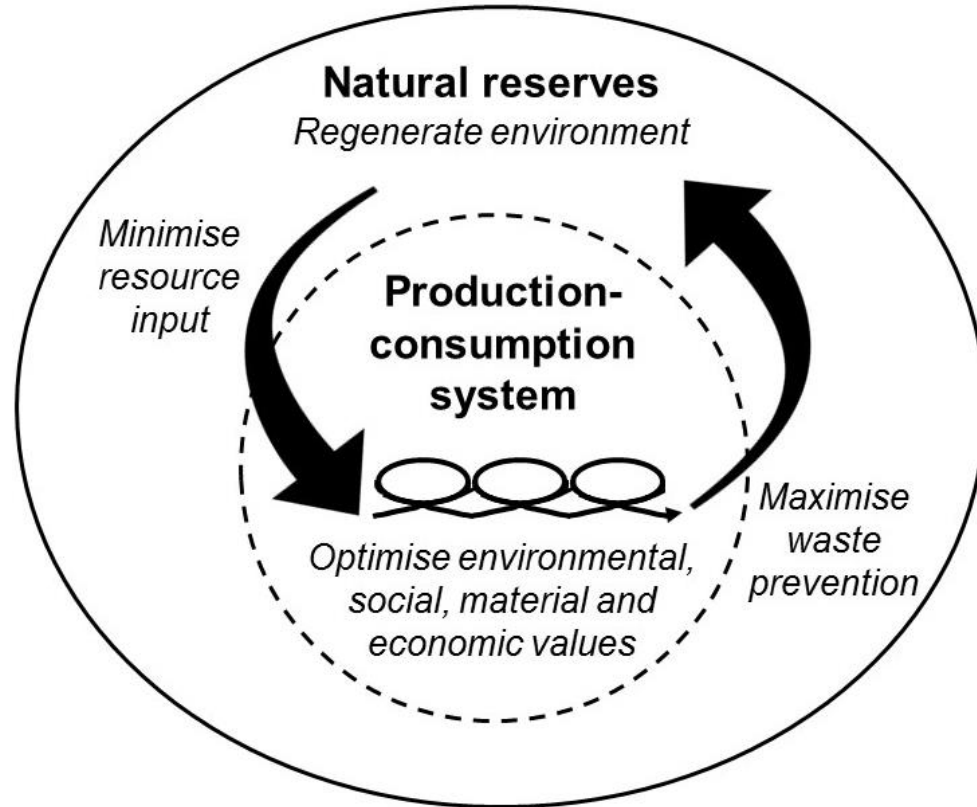 Natural reserves
Regenerate environment
Minimise
resource
input
Production-
consumption
system
Optimise environmental,
social, material and
economic values
Maximise
waste
prevention